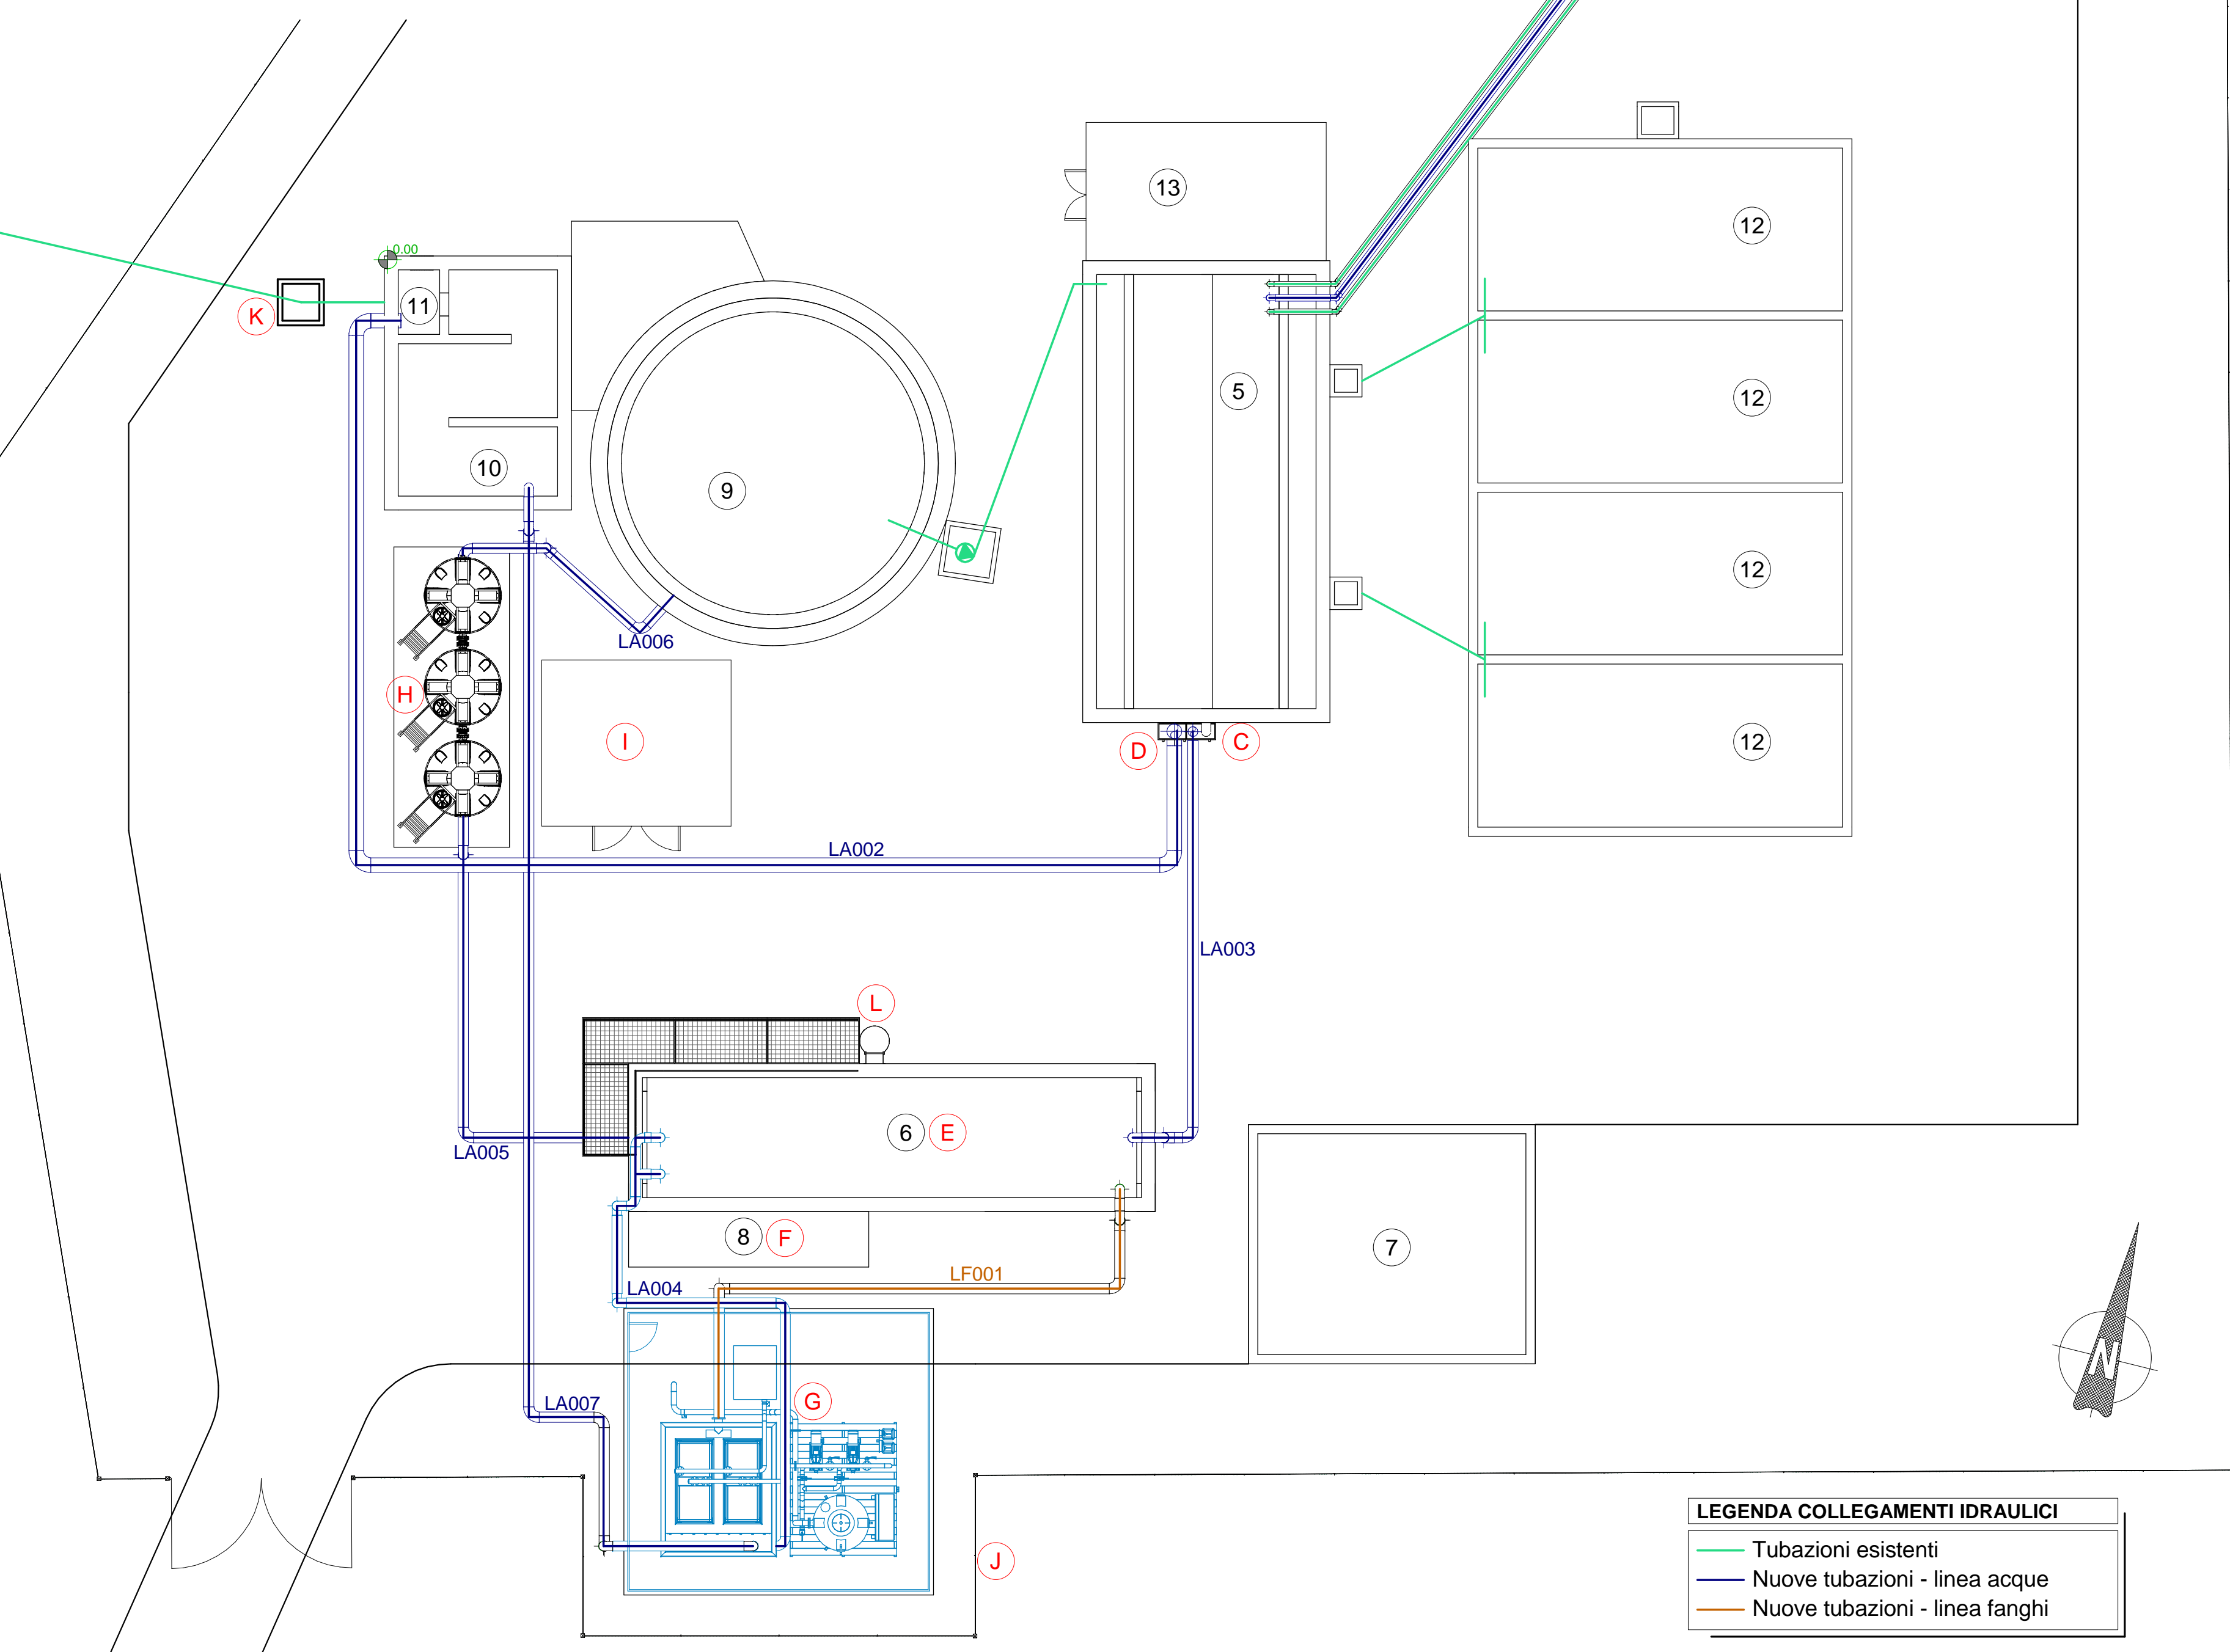 13
12
0.00
11
K
12
5
10
9
12
LA006
H
I
D
C
12
LA002
LA003
L
6
E
LA005
8
F
7
LF001
LA004
N
G
LA007
J
LEGENDA COLLEGAMENTI IDRAULICI
Tubazioni esistenti
Nuove tubazioni - linea acque
Nuove tubazioni - linea fanghi